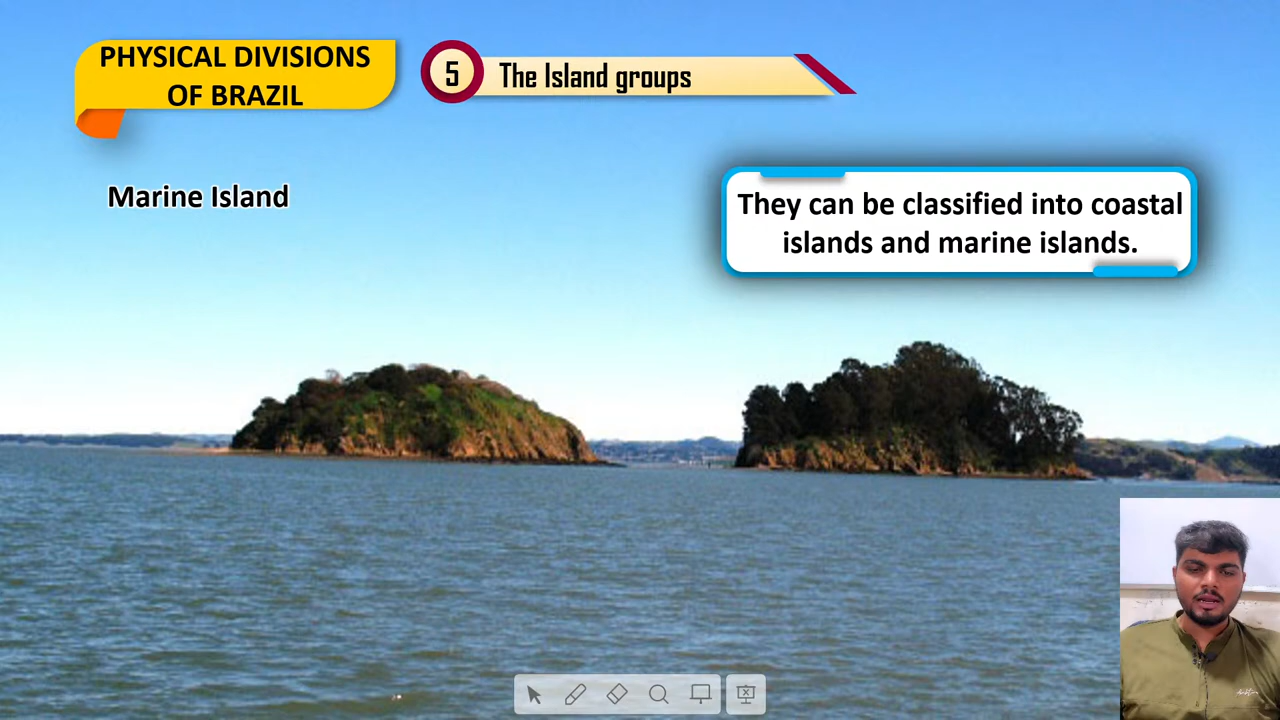 PHYSICAL DIVISIONS
OF BRAZIL
5
The Island groups
Marine Island
They can be classified into coastal
islands and marine islands.